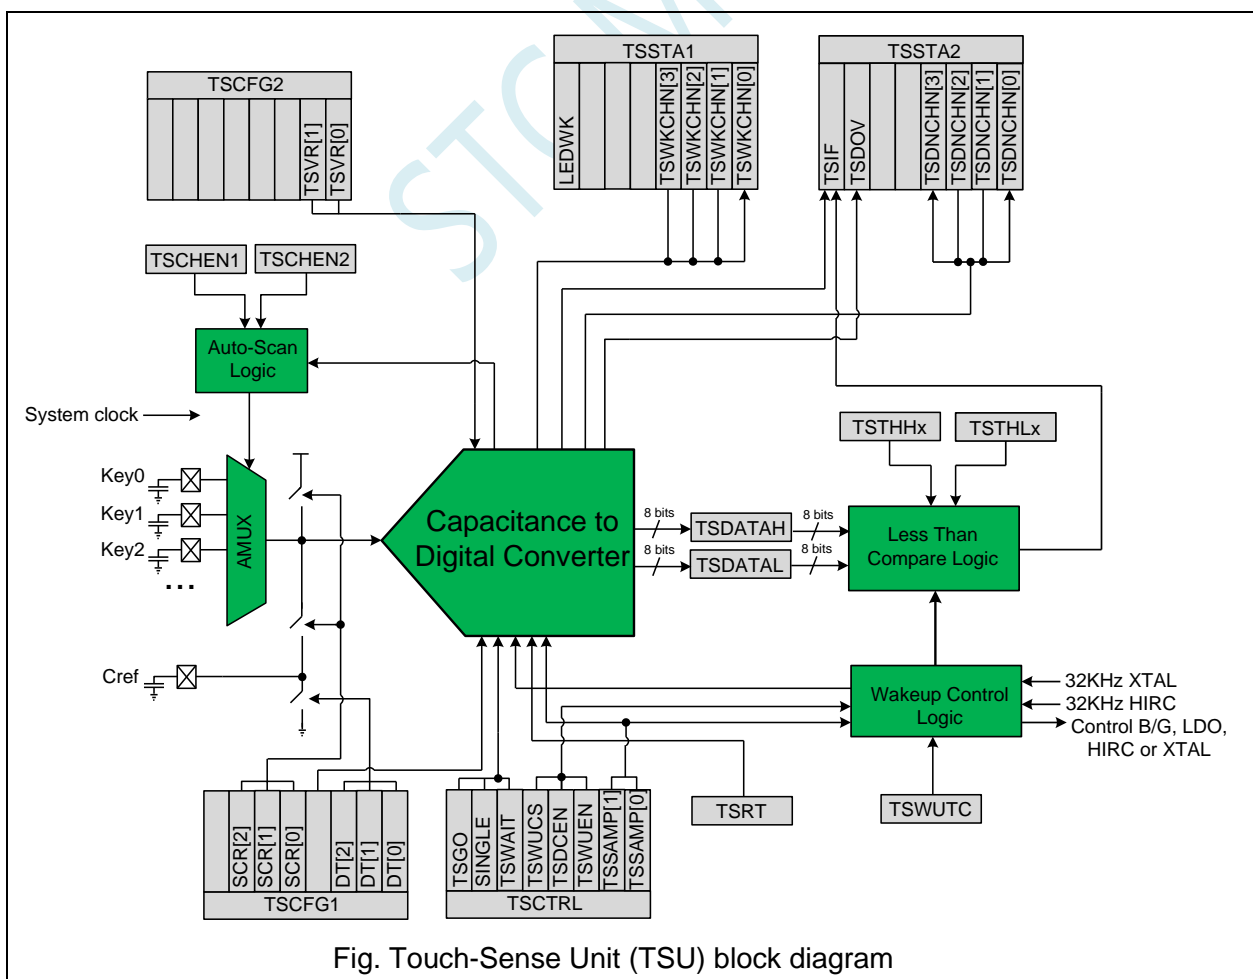 STC M
TSCFG2
TSVR[1]
TSVR[0]
TSSTA1
LEDWK
TSWKCHN[3]
TSWKCHN[2]
TSWKCHN[1]
TSWKCHN[0]
TSSTA2
TSIF
TSDOV
TSDNCHN[3]
TSDNCHN[2]
TSDNCHN[1]
TSDNCHN[0]
TSCHEN1
TSCHEN2
Auto-Scan
Logic
System clock
Key0
Key1
Key2
...
AMUX
Cref
Capacitance to
Digital Converter
8 bits
8 bits
TSDATAH
TSDATAL
8 bits
8 bits
TSTHHx
TSTHLx
Less Than
Compare Logic
Wakeup Control
Logic
32KHz XTAL
32KHz HIRC
Control B/G, LDO,
HIRC or XTAL
TSWUTC
TSRT
SCR[2]
SCR[1]
SCR[0]
DT[2]
DT[1]
DT[0]
TSCFG1
TSGO
SINGLE
TSWAIT
TSWUCS
TSDCEN
TSWUEN
TSSAMP[1]
TSSAMP[0]
TSCTRL
Fig. Touch-Sense Unit (TSU) block diagram